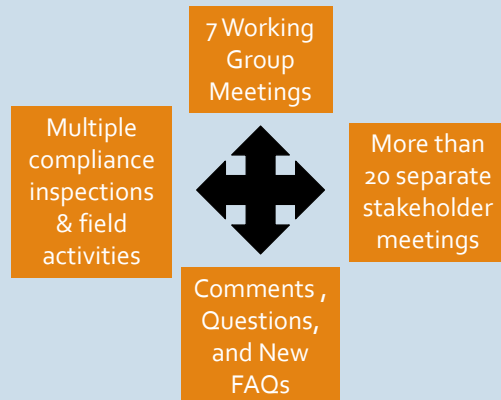 7 Working
Group
Meetings
Multiple
compliance
inspections
& field
activities
More than
20 separate
stakeholder
meetings
Comments ,
Questions,
and New
FAQs